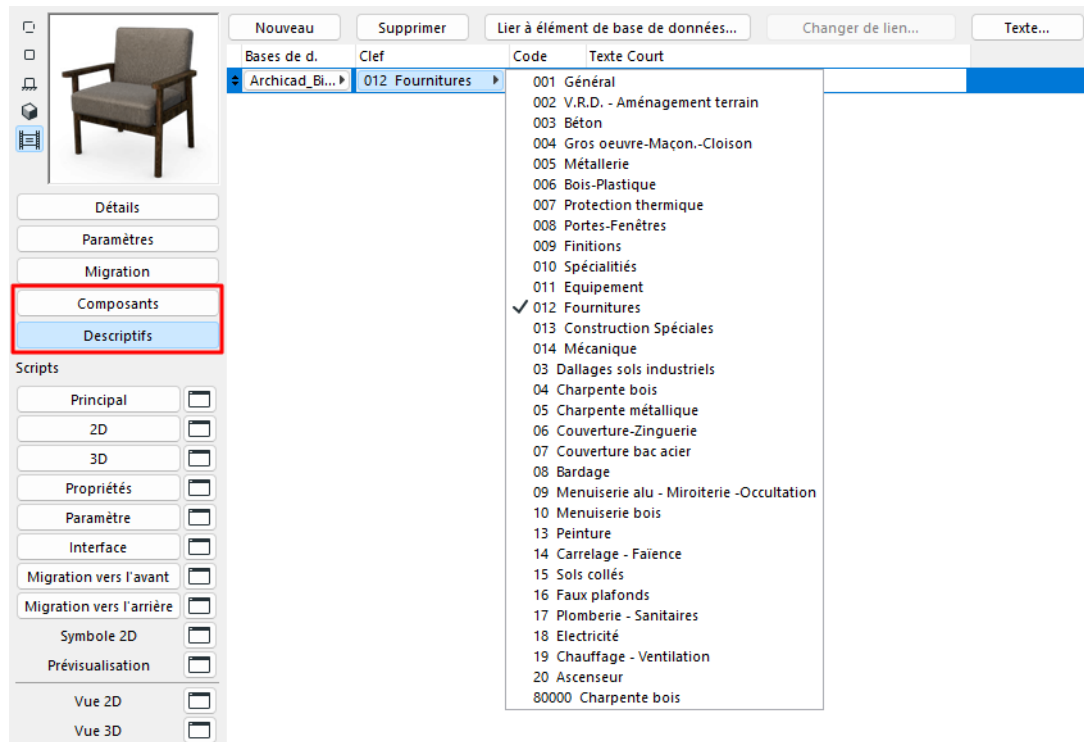 Nouveau Supprimer Lier à élément de base de données... Changer de lien... Texte...
Bases de d. Clef Code Texte Court
Archicad_Bi... 012 Fournitures
001 Général
002 V.R.D. - Aménagement terrain
003 Béton
004 Gros oeuvre-Maçon.-Cloison
005 Métallerie
006 Bois-Plastique
007 Protection thermique
008 Portes-Fenêtres
009 Finitions
010 Spécialitiés
011 Equipement
012 Fournitures
013 Construction Spéciales
014 Mécanique
03 Dallages sols industriels
04 Charpente bois
05 Charpente métallique
06 Couverture-Zinguerie
07 Couverture bac acier
08 Bardage
09 Menuiserie alu - Miroiterie -Occultation
10 Menuiserie bois
13 Peinture
14 Carrelage - Faïence
15 Sols collés
16 Faux plafonds
17 Plomberie - Sanitaires
18 Electricité
19 Chauffage - Ventilation
20 Ascenseur
80000 Charpente bois
Détails
Paramètres
Migration
Composants
Descriptifs
Scripts
Principal
2D
3D
Propriétés
Paramètre
Interface
Migration vers l'avant
Migration vers l'arrière
Symbole 2D
Prévisualisation
Vue 2D
Vue 3D